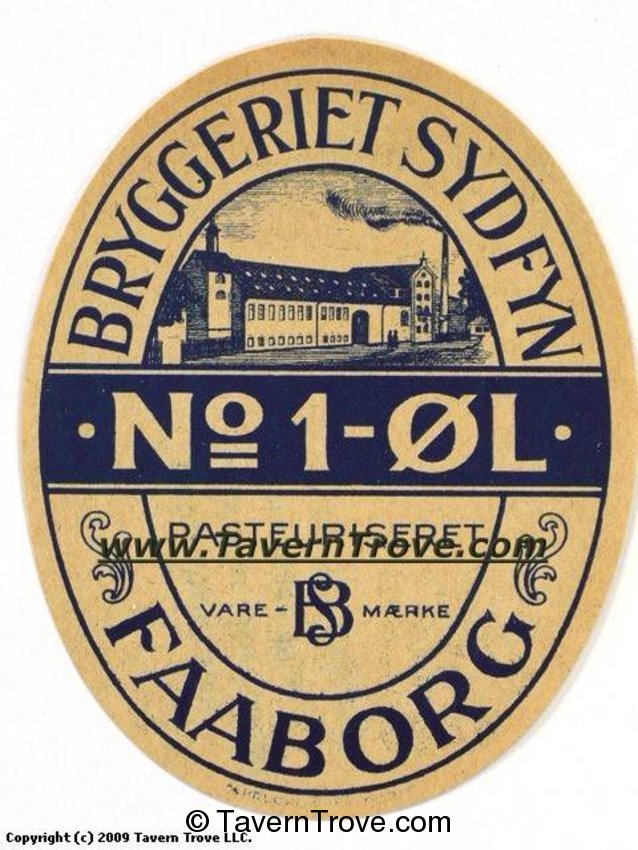 BRYGGERIET SYDFYN
· No 1-ØL ·
PASTEURISERET
www.TavernTrove.com
VARE - BS MÆRKE
FAABORG
© TavernTrove.com
Copyright (c) 2009 Tavern Trove LLC.